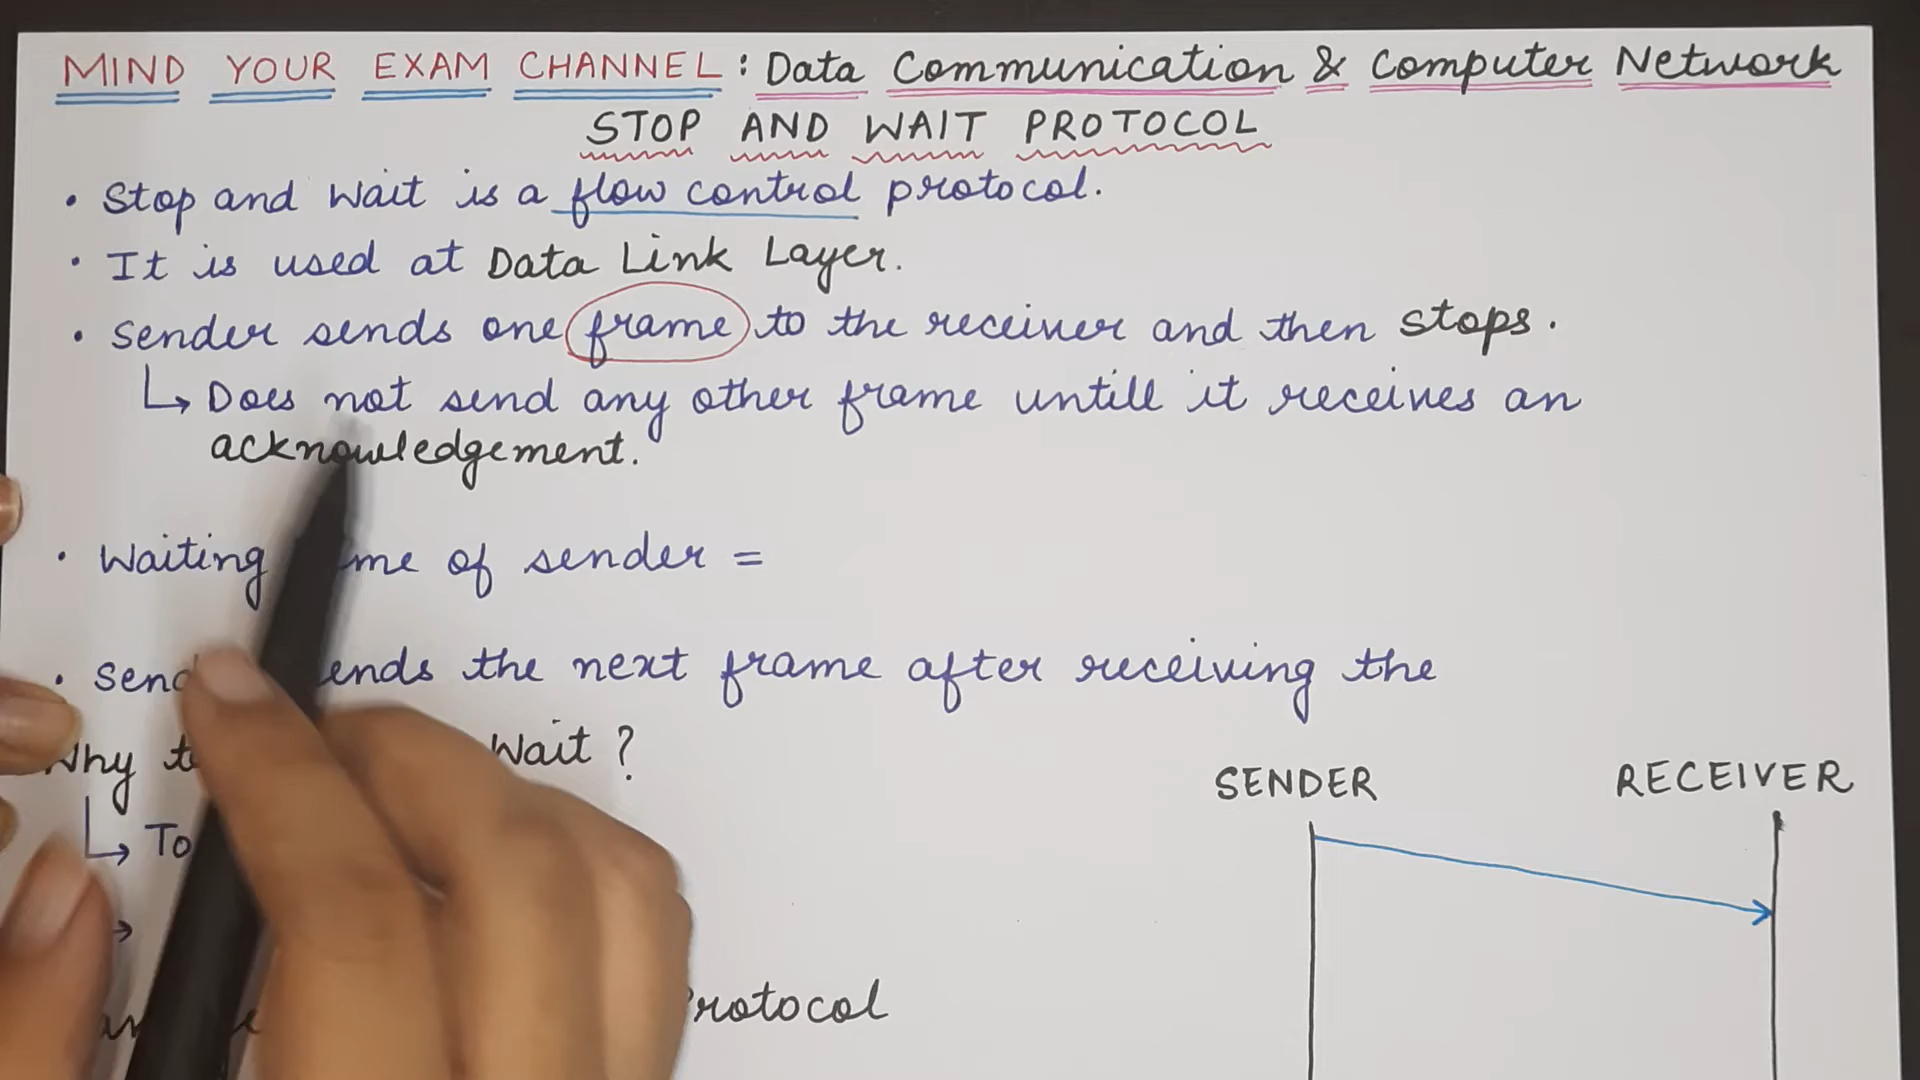 MIND YOUR EXAM CHANNEL : Data Communication & Computer Network
STOP AND WAIT PROTOCOL
• Stop and Wait is a flow control protocol.
• It is used at Data Link Layer.
• Sender sends one frame to the receiver and then stops.
↳ Does not send any other frame untill it receives an
acknowledgement.
• Waiting me of sender =
• Send ends the next frame after receiving the
Why t Wait ?
↳ To
→
rotocol
SENDER RECEIVER